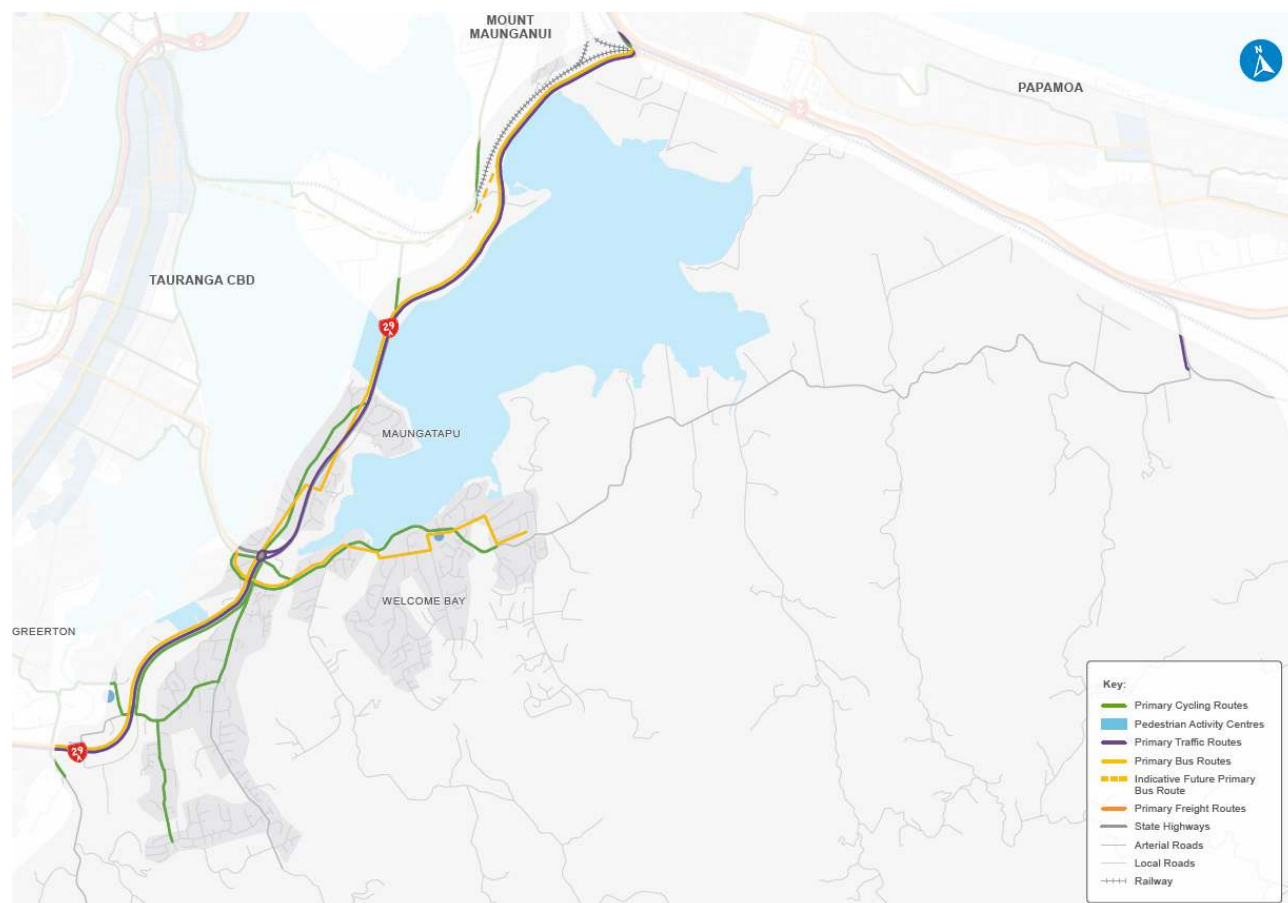 MOUNT
MAUNGANUI
N
2
PAPAMOA
2
TAURANGA CBD
29
A
MAUNGATAPU
WELCOME BAY
GREERTON
29
A
Key:
Primary Cycling Routes
Pedestrian Activity Centres
Primary Traffic Routes
Primary Bus Routes
Indicative Future Primary
Bus Route
Primary Freight Routes
State Highways
Arterial Roads
Local Roads
Railway